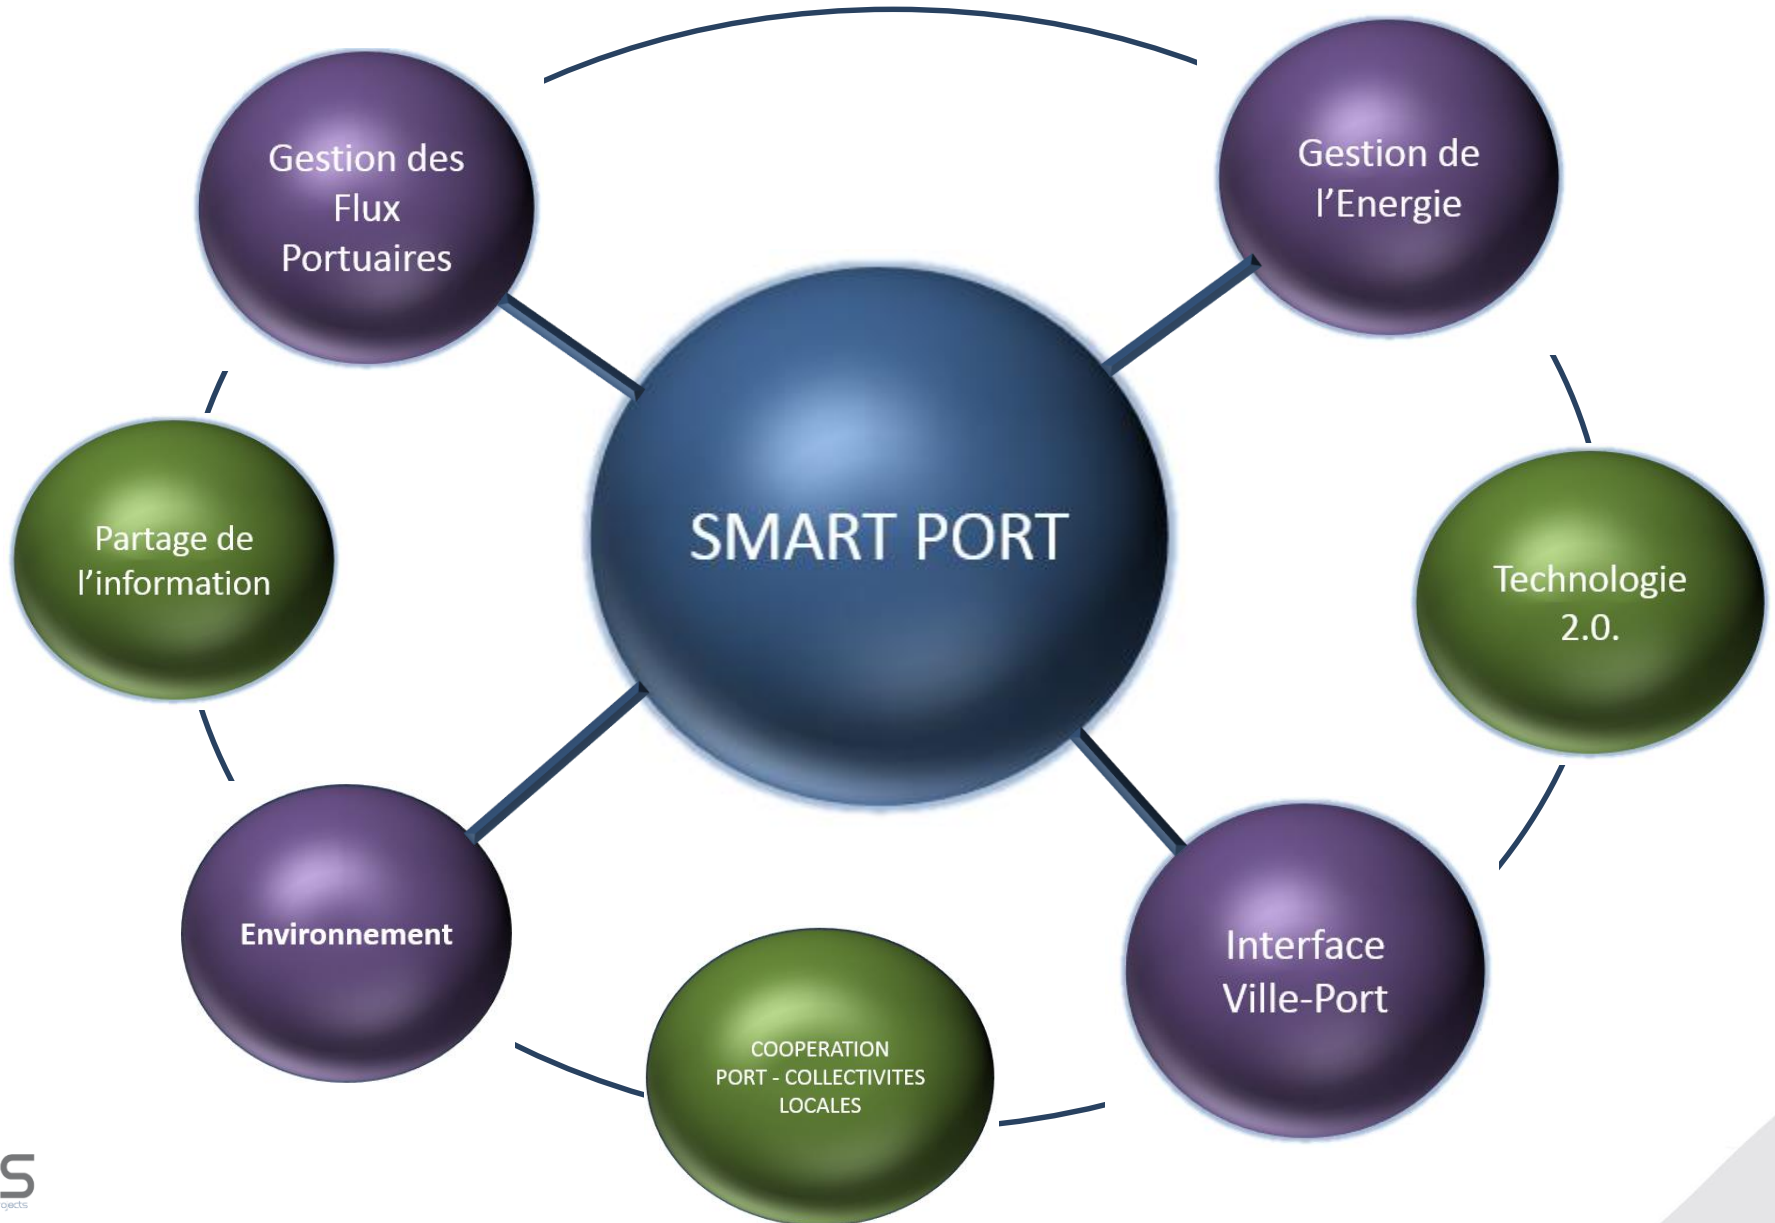 Gestion des
Flux
Portuaires
Gestion de
l’Energie
SMART PORT
Partage de
l’information
Technologie
2.0.
Environnement
Interface
Ville-Port
COOPERATION
PORT - COLLECTIVITES
LOCALES
S
ojects